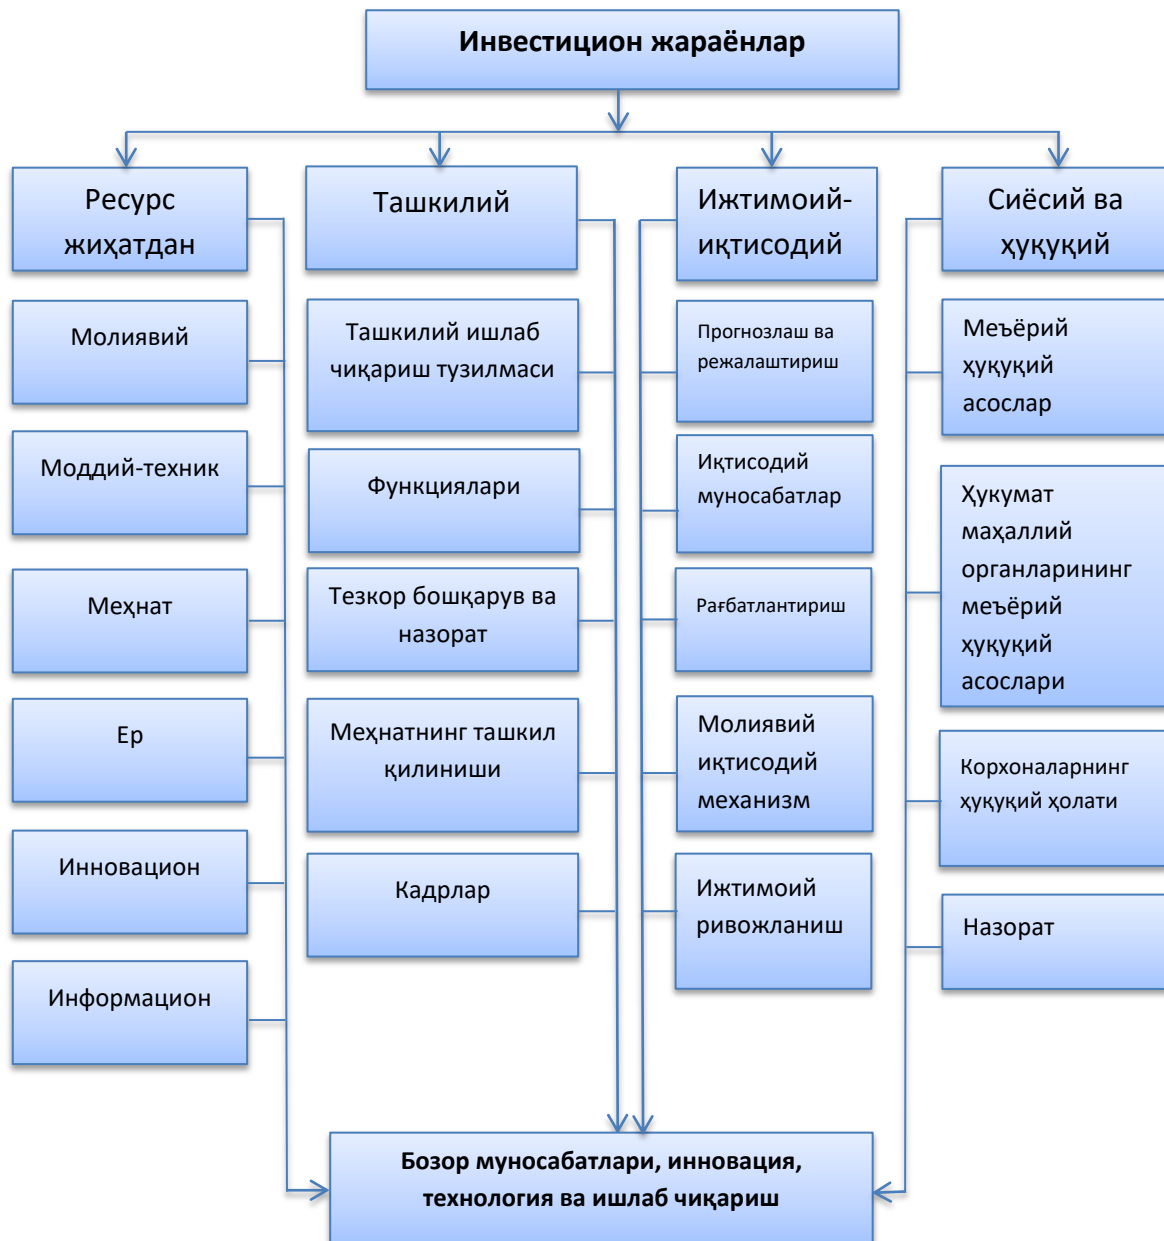 Инвестицион жараёнлар
Ресурс
жиҳатдан
Молиявий
Моддий-техник
Меҳнат
Ер
Инновацион
Информацион
Ташкилий
Ташкилий ишлаб
чиқариш тузилмаси
Функциялари
Тезкор бошқарув ва
назорат
Меҳнатнинг ташкил
қилиниши
Кадрлар
Ижтимоий-
иқтисодий
Прогнозлаш ва
режалаштириш
Иқтисодий
муносабатлар
Рағбатлантириш
Молиявий
иқтисодий
механизм
Ижтимоий
ривожланиш
Сиёсий ва
ҳуқуқий
Меъёрий
ҳуқуқий
асослар
Ҳукумат
маҳаллий
органларининг
меъёрий
ҳуқуқий
асослари
Корхоналарнинг
ҳуқуқий ҳолати
Назорат
Бозор муносабатлари, инновация,
технология ва ишлаб чиқариш